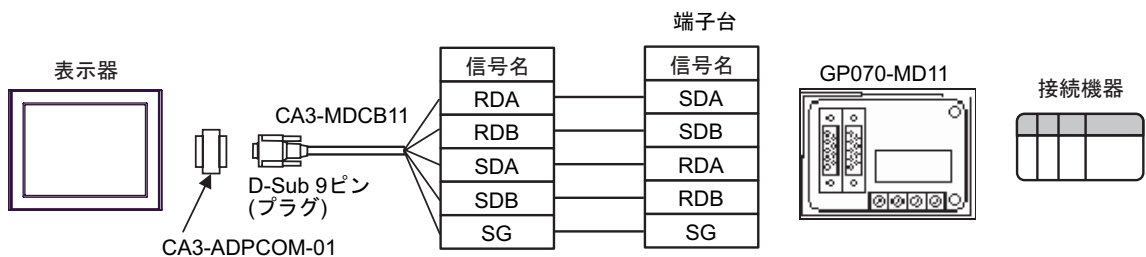 表示器
CA3-ADPCOM-01
CA3-MDCB11
D-Sub 9ピン
(プラグ)
信号名
RDA
RDB
SDA
SDB
SG
端子台
信号名
SDA
SDB
RDA
RDB
SG
GP070-MD11
接続機器